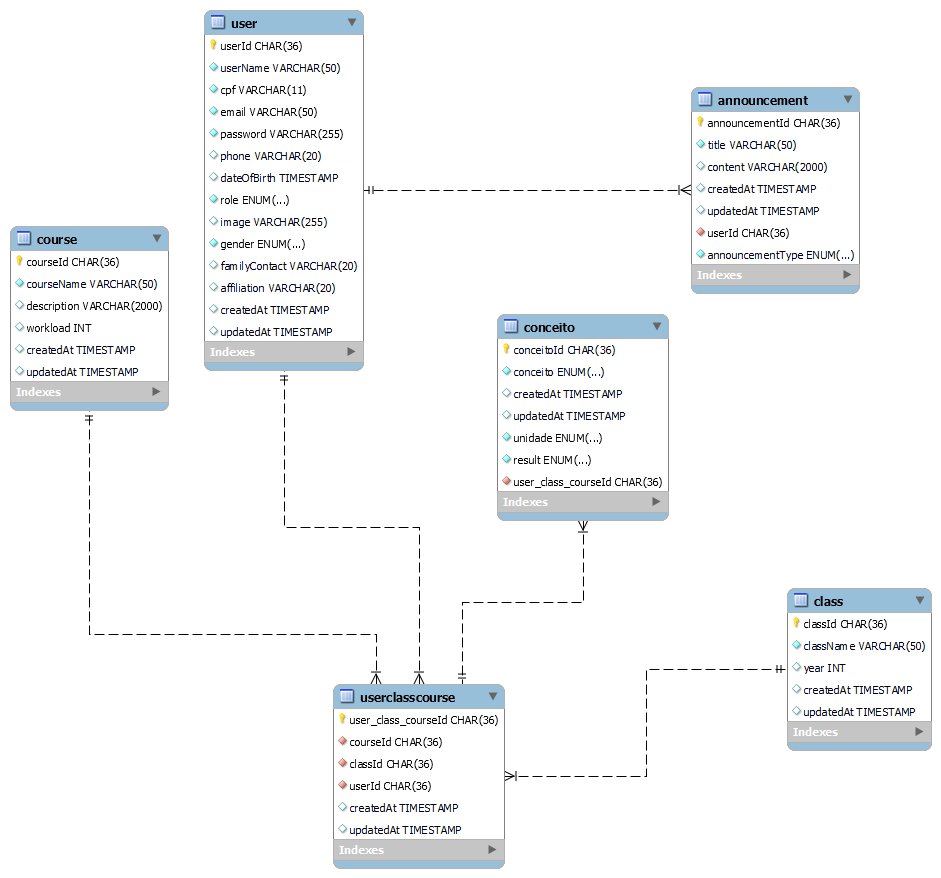 user
userId CHAR(36)
userName VARCHAR(50)
cpf VARCHAR(11)
email VARCHAR(50)
password VARCHAR(255)
phone VARCHAR(20)
dateOfBirth TIMESTAMP
role ENUM(...)
image VARCHAR(255)
gender ENUM(...)
familyContact VARCHAR(20)
affiliation VARCHAR(20)
createdAt TIMESTAMP
updatedAt TIMESTAMP
Indexes
announcement
announcementId CHAR(36)
title VARCHAR(50)
content VARCHAR(2000)
createdAt TIMESTAMP
updatedAt TIMESTAMP
userId CHAR(36)
announcementType ENUM(...)
Indexes
course
courseId CHAR(36)
courseName VARCHAR(50)
description VARCHAR(2000)
workload INT
createdAt TIMESTAMP
updatedAt TIMESTAMP
Indexes
conceito
conceitoId CHAR(36)
conceito ENUM(...)
createdAt TIMESTAMP
updatedAt TIMESTAMP
unidade ENUM(...)
result ENUM(...)
user_class_courseId CHAR(36)
Indexes
class
classId CHAR(36)
className VARCHAR(50)
year INT
createdAt TIMESTAMP
updatedAt TIMESTAMP
Indexes
userclasscourse
user_class_courseId CHAR(36)
courseId CHAR(36)
classId CHAR(36)
userId CHAR(36)
createdAt TIMESTAMP
updatedAt TIMESTAMP
Indexes